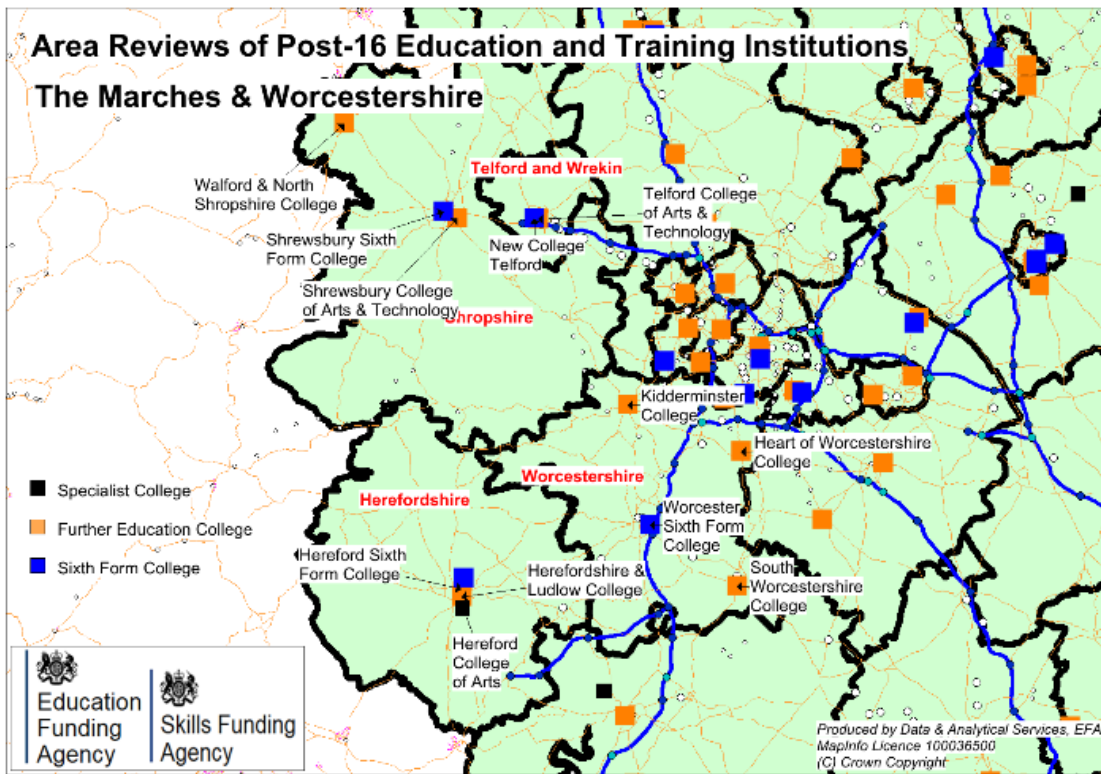 Area Reviews of Post-16 Education and Training Institutions
The Marches & Worcestershire
Telford and Wrekin
Walford & North
Shropshire College
Telford College
of Arts &
Technology
Shrewsbury Sixth
Form College
New College
Telford
Shrewsbury College
of Arts & Technology
Shropshire
Kidderminster
College
Heart of Worcestershire
College
Worcestershire
Herefordshire
Specialist College
Further Education College
Sixth Form College
Worcester
Sixth Form
College
Hereford Sixth
Form College
Herefordshire &
Ludlow College
South
Worcestershire
College
Hereford
College
of Arts
Education
Funding
Agency
Skills Funding
Agency
Produced by Data & Analytical Services, EFA
MapInfo Licence 100036500
(C) Crown Copyright